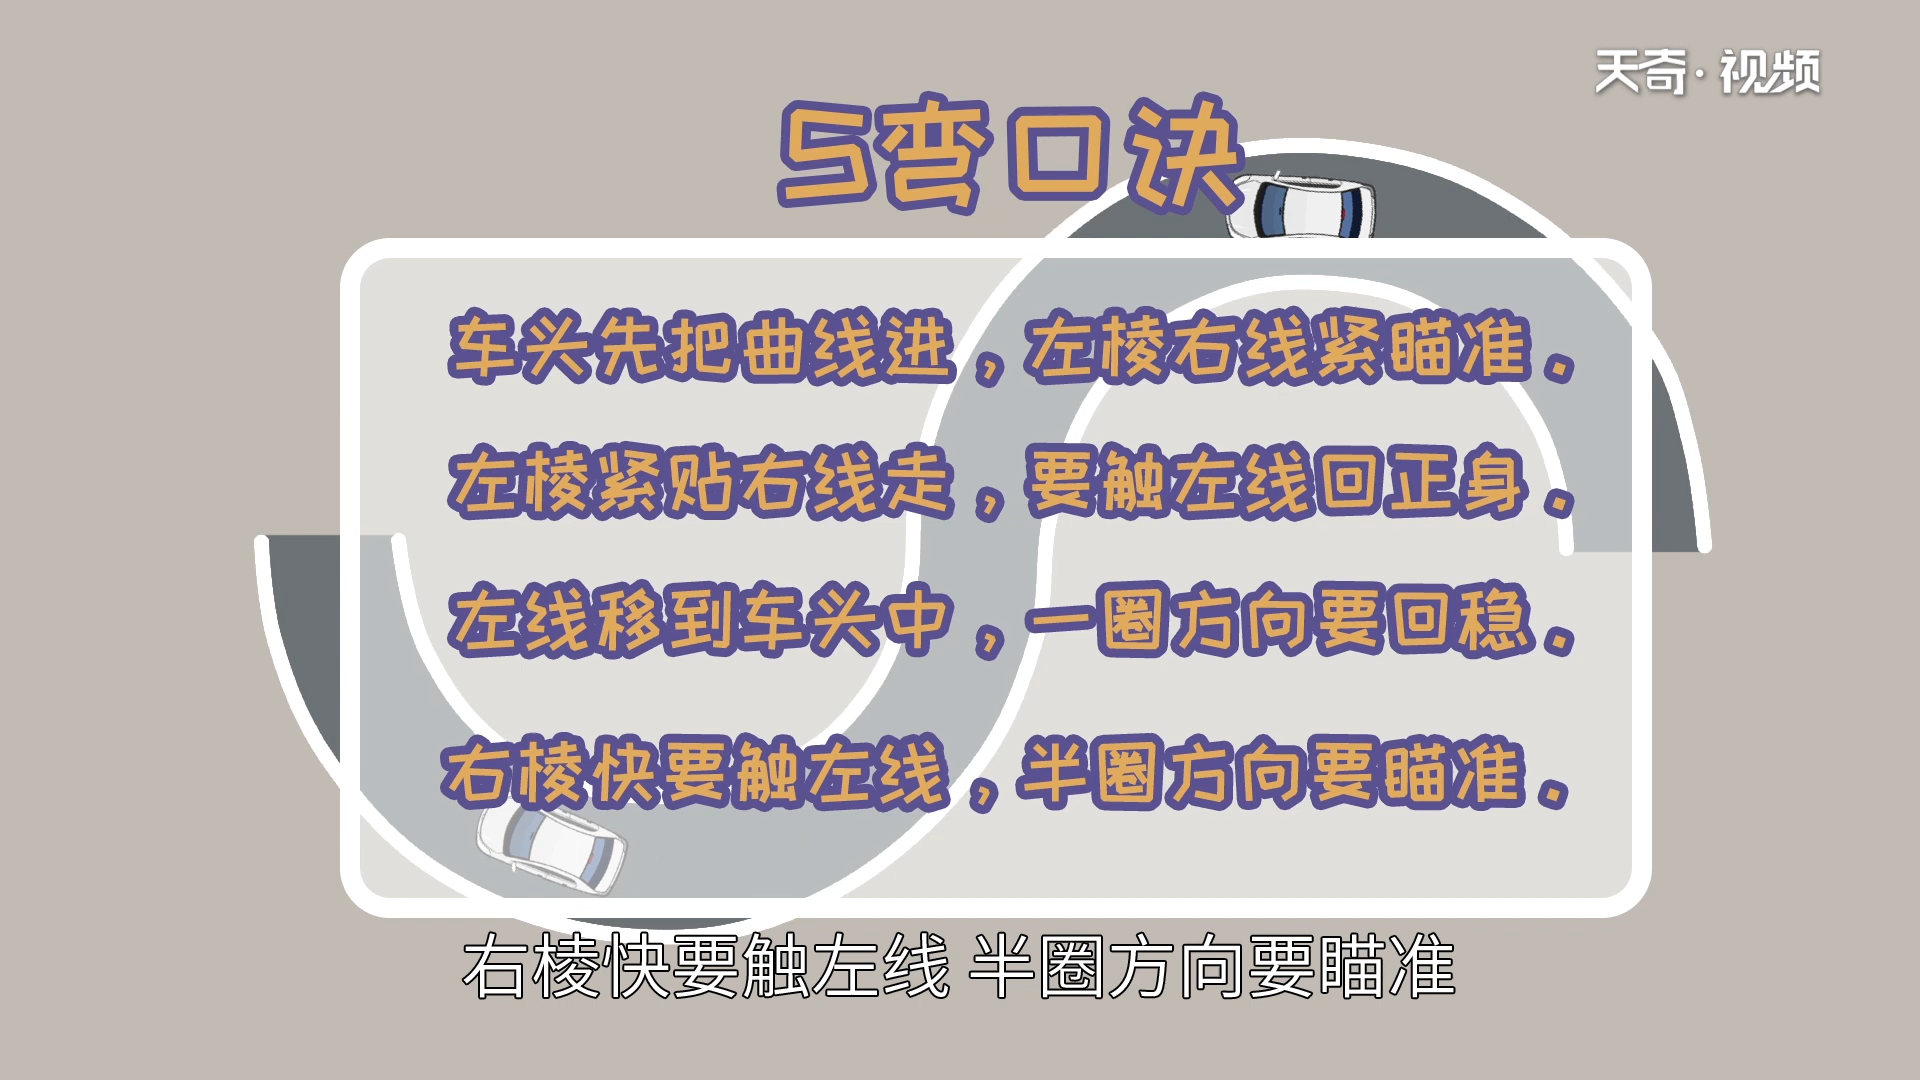 天奇·视频
S弯口诀
车头先把曲线进，左棱右线紧瞄准.
左棱紧贴右线走，要触左线回正身.
左线移到车头中，一圈方向要回稳.
右棱快要触左线，半圈方向要瞄准.
右棱快要触左线 半圈方向要瞄准